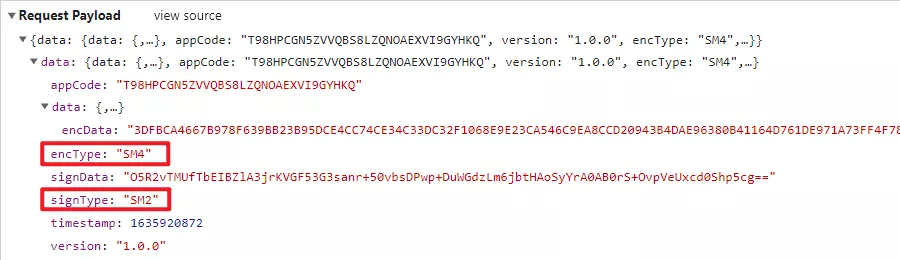 ▼ Request Payload view source
▼{data: {data: {,…}, appCode: "T98HPCGN5ZVVQBS8LZQNOAEXVI9GYHKQ", version: "1.0.0", encType: "SM4",…}}
▼data: {data: {,…}, appCode: "T98HPCGN5ZVVQBS8LZQNOAEXVI9GYHKQ", version: "1.0.0", encType: "SM4",…}
appCode: "T98HPCGN5ZVVQBS8LZQNOAEXVI9GYHKQ"
▼data: {,…}
encData: "3DFBCA4667B978F639BB23B95DCE4CC74CE34C33DC32F1068E9E23CA546C9EA8CCD20943B4DAE96380B41164D761DE971A73FF4F78
encType: "SM4"
signData: "O5R2vTMUfTbEIBZlA3jrKVGF53G3sanr+50vbsDPwp+DuWGdzLm6jbtHAoSyYrA0AB0rS+OvpVeUxcd0Shp5cg=="
signType: "SM2"
timestamp: 1635920872
version: "1.0.0"